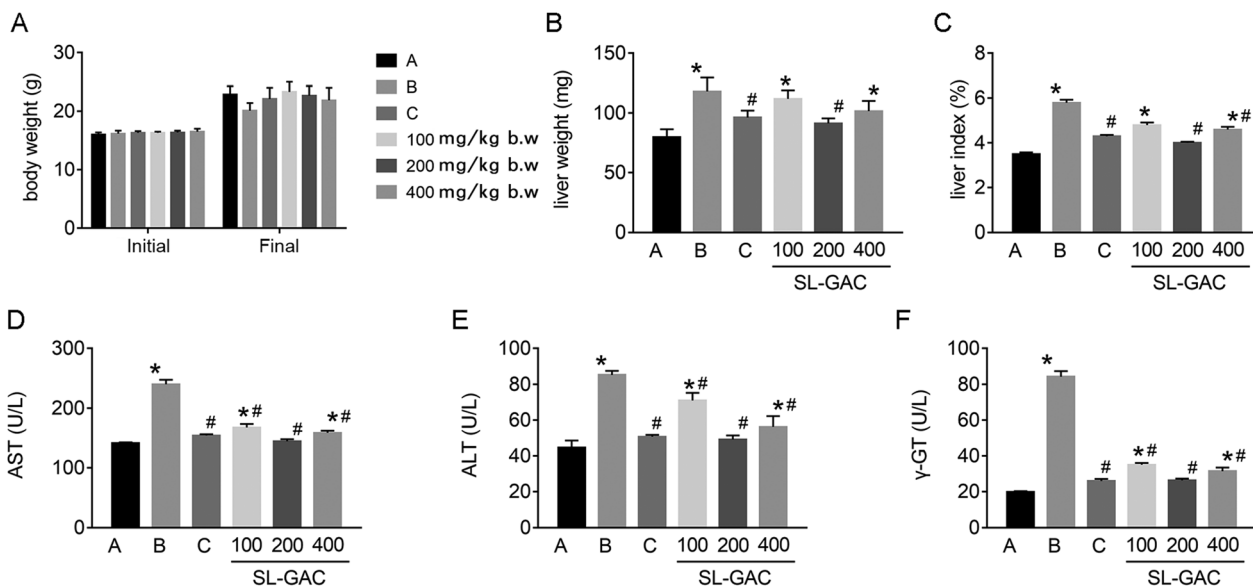 A
body weight (g)
30
20
10
0
Initial Final
A
B
C
100 mg/kg b.w
200 mg/kg b.w
400 mg/kg b.w
B
liver weight (mg)
150
100
50
0
* # * # *
A B C 100 200 400
SL-GAC
C
liver index (%)
8
6
4
2
0
* # * # *#
A B C 100 200 400
SL-GAC
D
AST (U/L)
300
200
100
0
* # *# # *#
A B C 100 200 400
SL-GAC
E
ALT (U/L)
100
80
60
40
20
0
* # *# # *#
A B C 100 200 400
SL-GAC
F
γ-GT (U/L)
100
80
60
40
20
0
* # *# # *#
A B C 100 200 400
SL-GAC